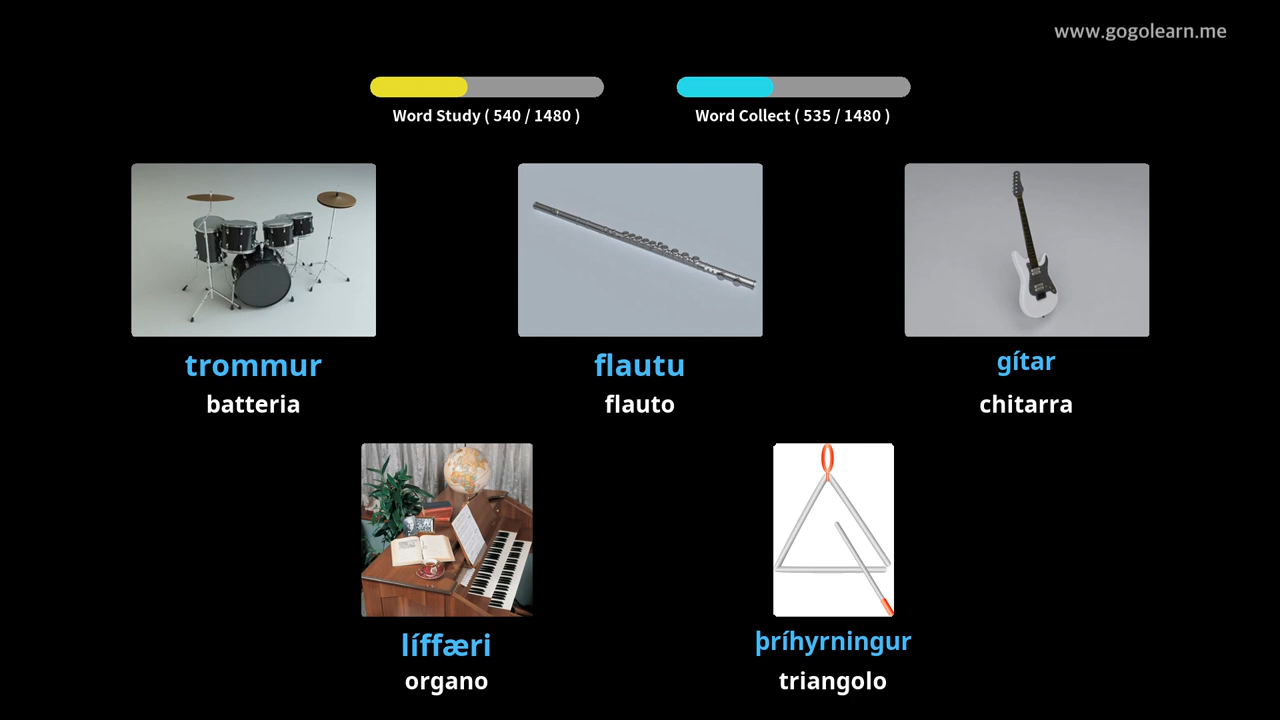 www.gogolearn.me
Word Study ( 540 / 1480 )
Word Collect ( 535 / 1480 )
trommur
flautu
gítar
batteria
flauto
chitarra
líffæri
þríhyrningur
organo
triangolo